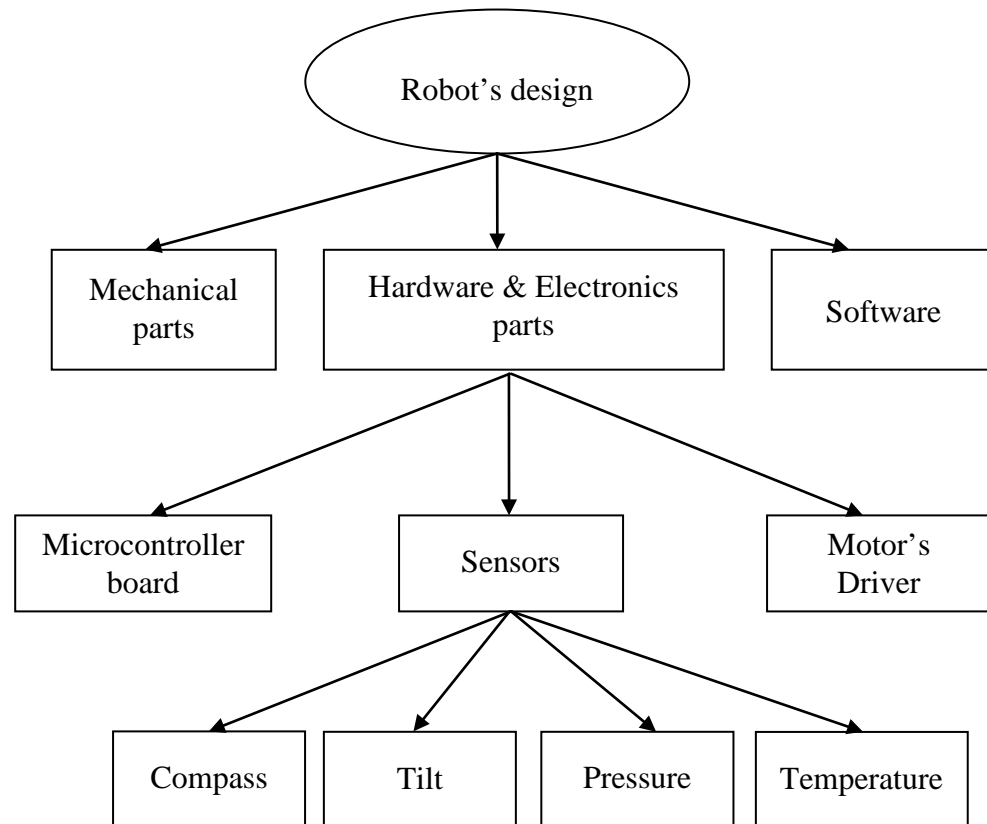 Robot’s design
Mechanical
parts
Hardware & Electronics
parts
Software
Microcontroller
board
Sensors
Motor’s
Driver
Compass
Tilt
Pressure
Temperature